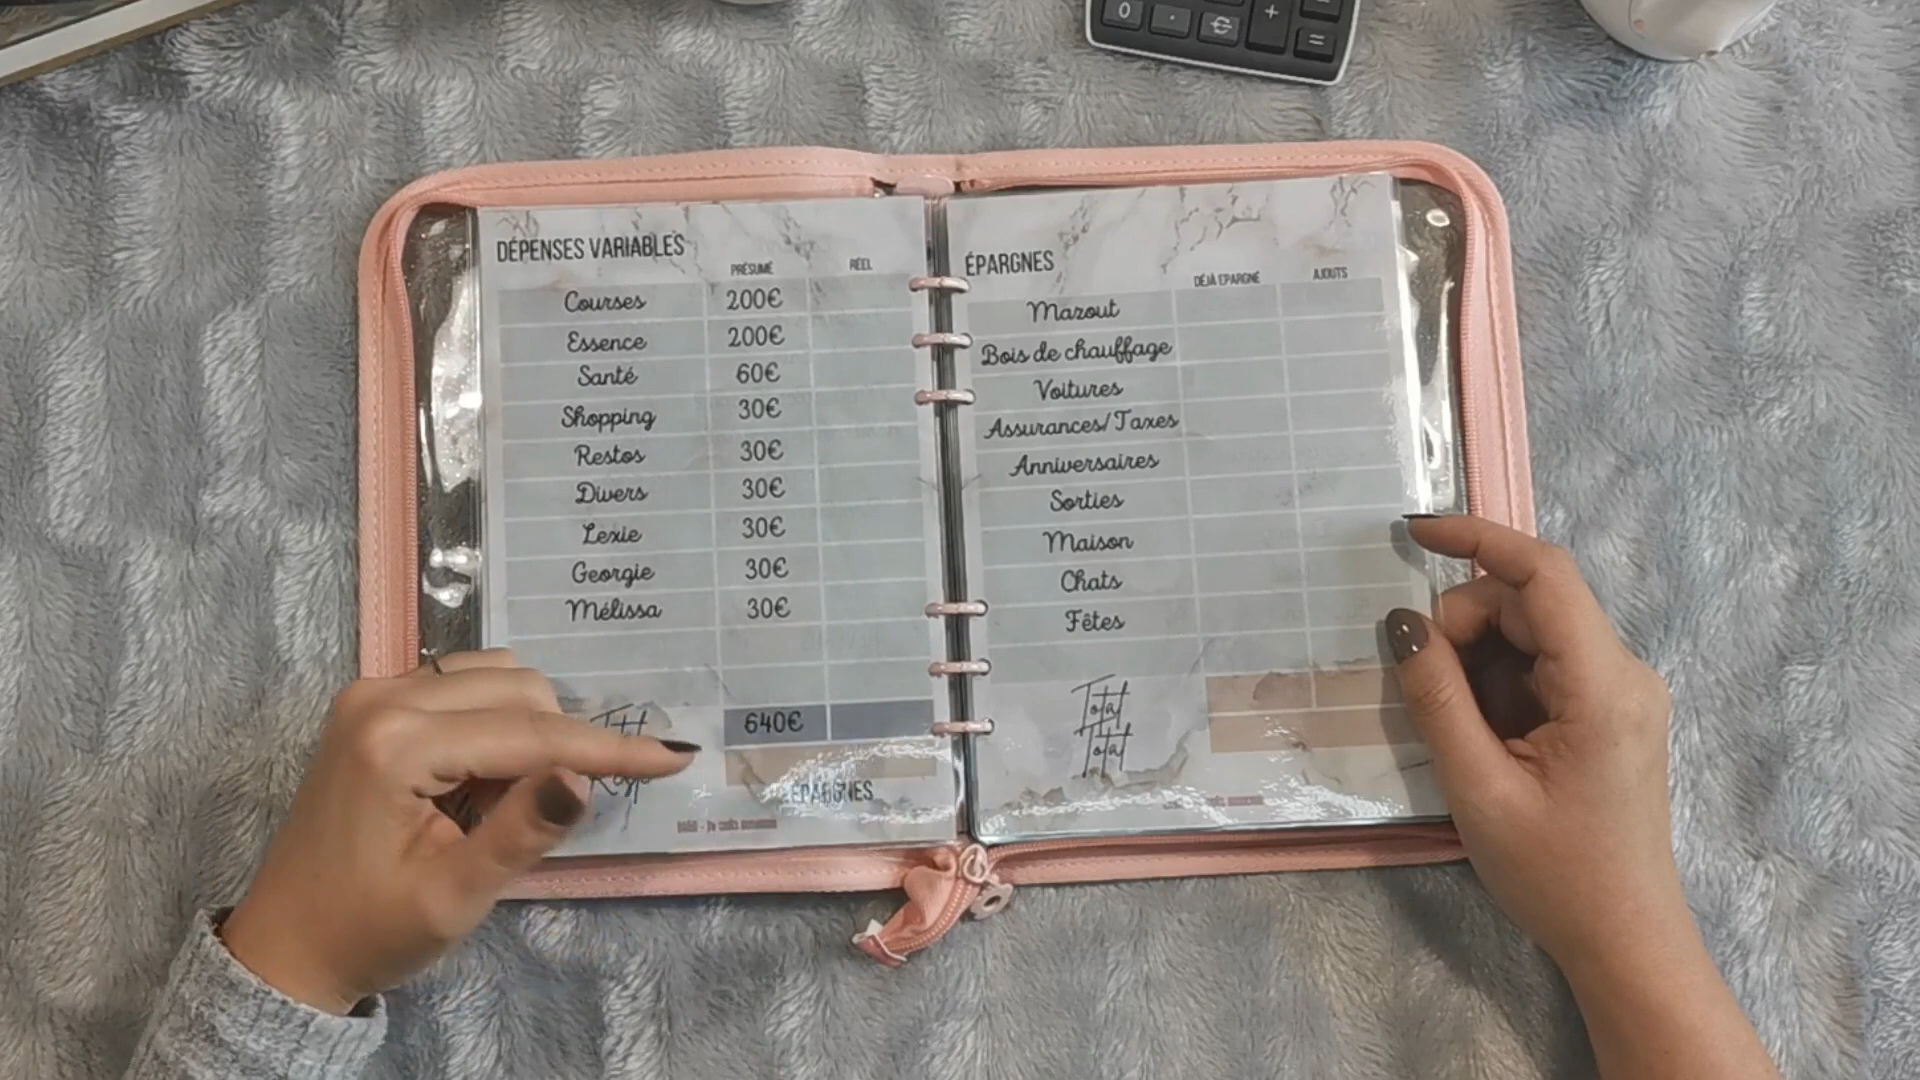 0 . =
+
DÉPENSES VARIABLES
PRÉSUMÉ RÉEL
Courses 200€
Essence 200€
Santé 60€
Shopping 30€
Restos 30€
Divers 30€
Lexie 30€
Georgie 30€
Mélissa 30€
640€
ÉPARGNES
ÉPARGNES
DÉJÀ EPARGNÉ AJOUTS
Mazout
Bois de chauffage
Voitures
Assurances/Taxes
Anniversaires
Sorties
Maison
Chats
Fêtes
Total
Total